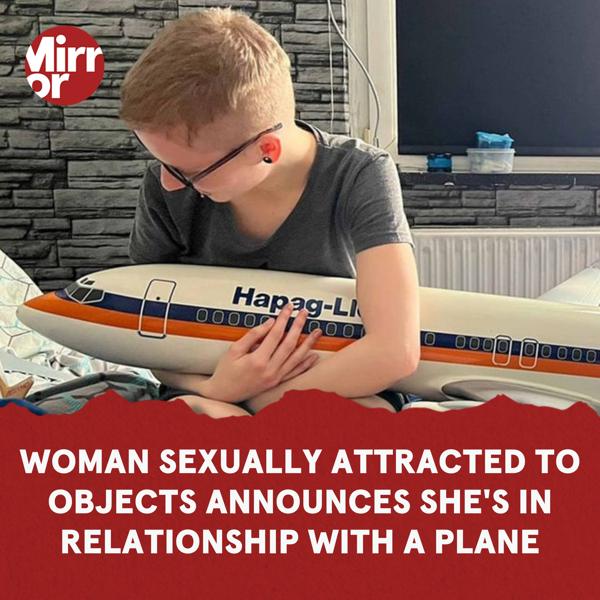 Mirr
or
Hapag-Ll
WOMAN SEXUALLY ATTRACTED TO
OBJECTS ANNOUNCES SHE'S IN
RELATIONSHIP WITH A PLANE